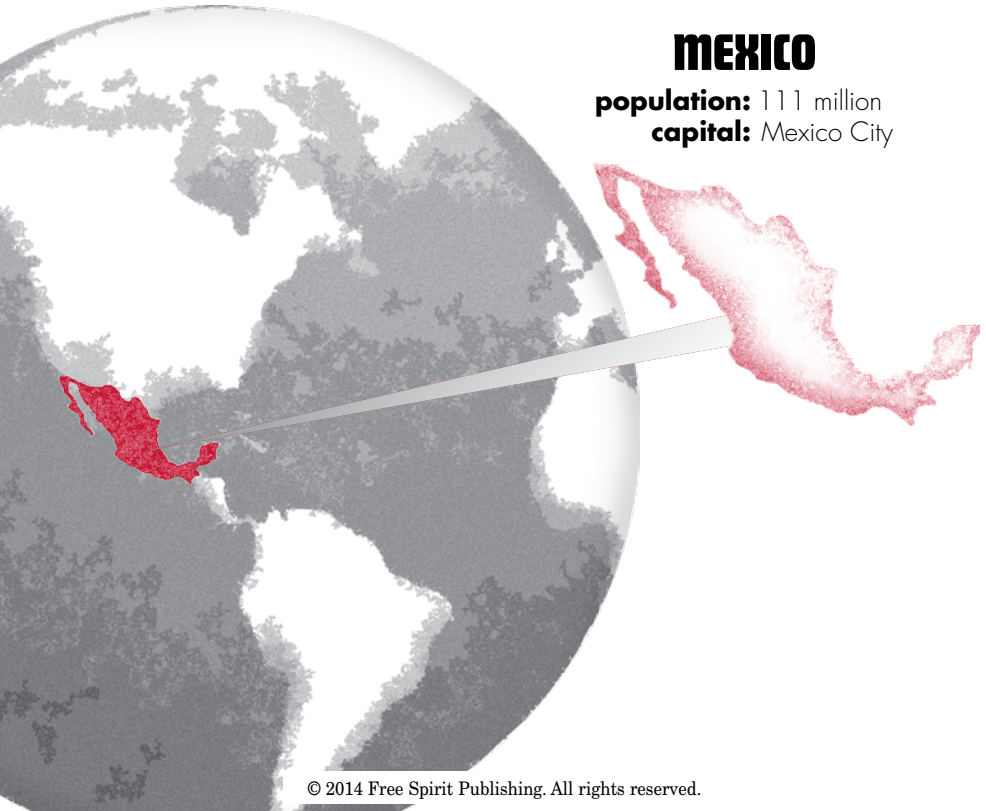 MEXICO
population: 111 million
capital: Mexico City
© 2014 Free Spirit Publishing. All rights reserved.